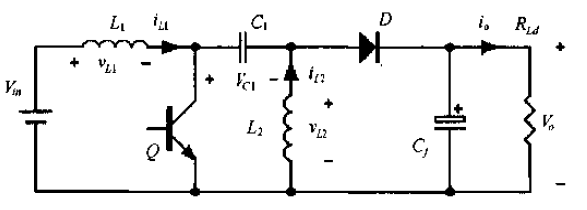 L1 iL1 C1 D io RLd
+ vL1 − + VC1 − iL2 + +
Vin
Q L2 vL2 Cf Vo
− −